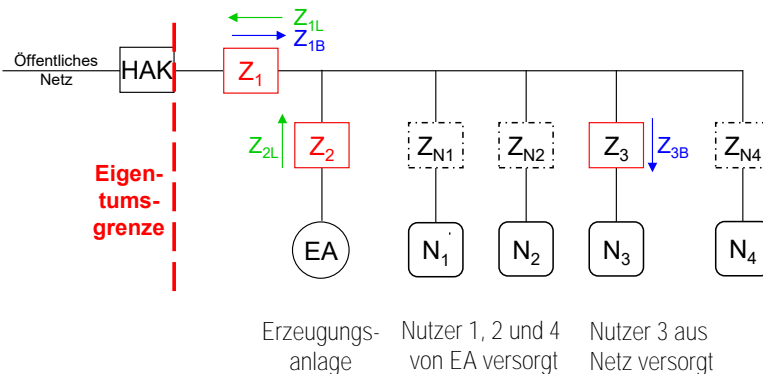 Z1L
Z1B
Öffentliches
Netz
HAK
Z1
Z2L
Z2
ZN1
ZN2
Z3
Z3B
ZN4
Eigen-
tums-
grenze
EA
N1
N2
N3
N4
Erzeugungs-
anlage
Nutzer 1, 2 und 4
von EA versorgt
Nutzer 3 aus
Netz versorgt